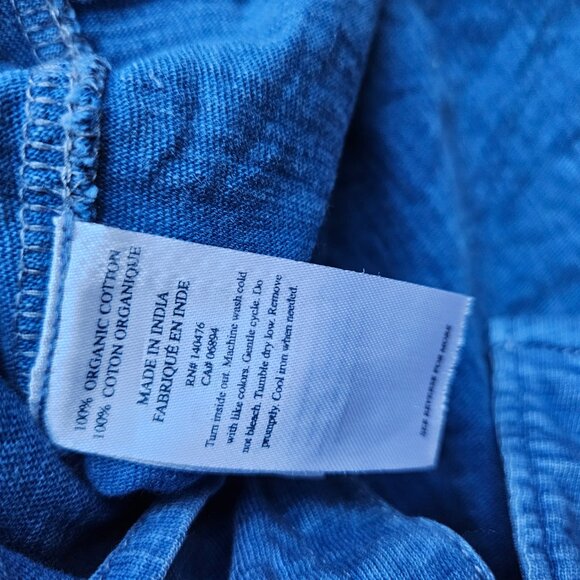 100% ORGANIC COTTON
100% COTON ORGANIQUE
MADE IN INDIA
FABRIQUÉ EN INDE
RN# 140476
CA# 06894
Turn inside out. Machine wash cold
with like colors. Gentle cycle. Do
not bleach. Tumble dry low. Remove
promptly. Cool iron when needed.
SEE REVERSE FOR MORE